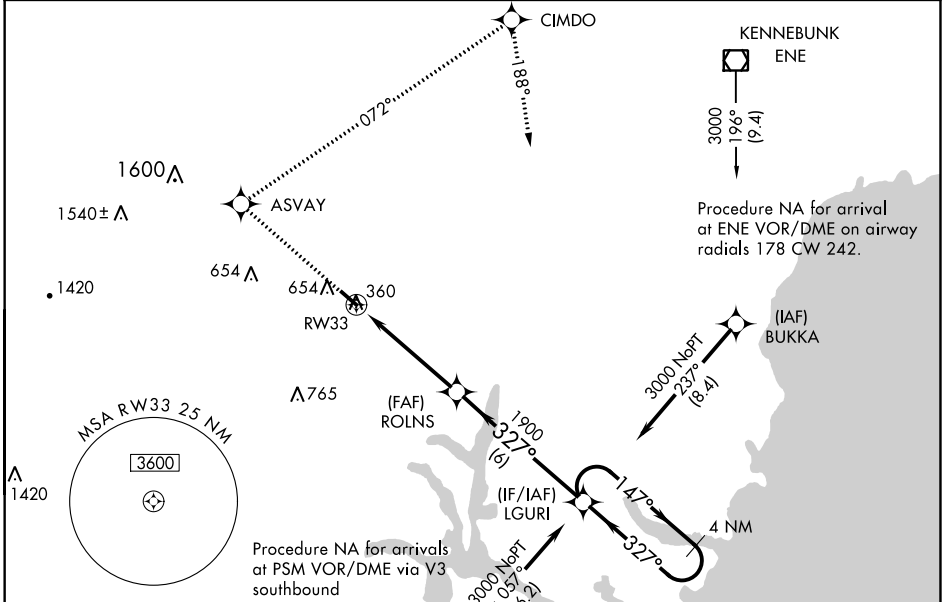 CIMDO
KENNEBUNK
ENE
188°
072°
3000
196°
(9.4)
1600
1540±
ASVAY
Procedure NA for arrival
at ENE VOR/DME on airway
radials 178 CW 242.
654
1420
654
360
RW33
(IAF)
BUKKA
3000 NoPT
237°
(8.4)
765
(FAF)
ROLNS
MSA RW33 25 NM
3600
1900
327°
(6)
1420
(IF/IAF)
LGURI
147°
4 NM
327°
Procedure NA for arrivals
at PSM VOR/DME via V3
southbound
3000 NoPT
057°